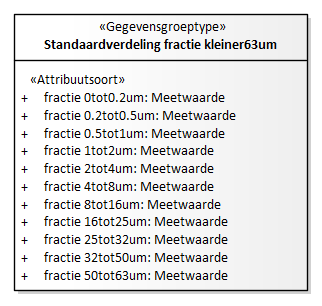 «Gegevensgroeptype»
Standaardverdeling fractie kleiner63um
«Attribuutsoort»
+ fractie 0tot0.2um: Meetwaarde
+ fractie 0.2tot0.5um: Meetwaarde
+ fractie 0.5tot1um: Meetwaarde
+ fractie 1tot2um: Meetwaarde
+ fractie 2tot4um: Meetwaarde
+ fractie 4tot8um: Meetwaarde
+ fractie 8tot16um: Meetwaarde
+ fractie 16tot25um: Meetwaarde
+ fractie 25tot32um: Meetwaarde
+ fractie 32tot50um: Meetwaarde
+ fractie 50tot63um: Meetwaarde